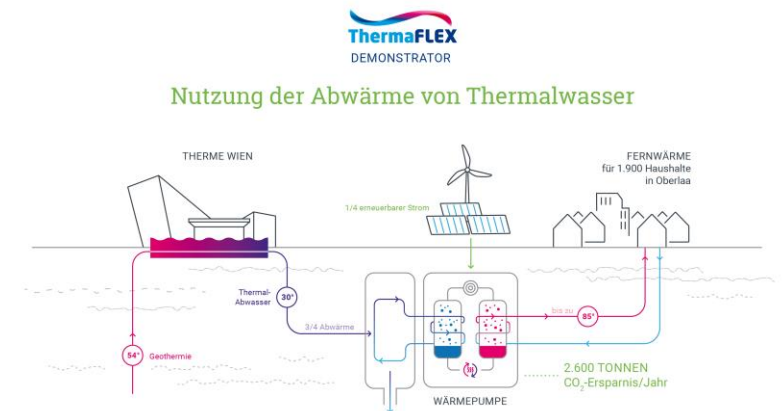 ThermaFLEX
DEMONSTRATOR
Nutzung der Abwärme von Thermalwasser
THERME WIEN
FERNWÄRME
für 1.900 Haushalte
in Oberlaa
1/4 erneuerbarer Strom
Thermal-
Abwasser
30°
3/4 Abwärme
bis zu
85°
54°
Geothermie
2.600 TONNEN
CO₂-Ersparnis/Jahr
WÄRMEPUMPE